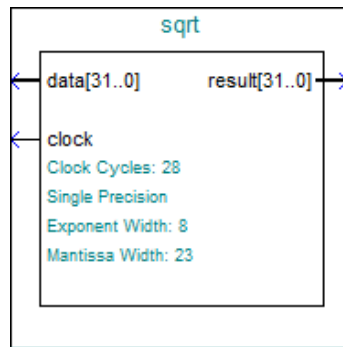 sqrt
data[31..0] result[31..0]
clock
Clock Cycles: 28
Single Precision
Exponent Width: 8
Mantissa Width: 23